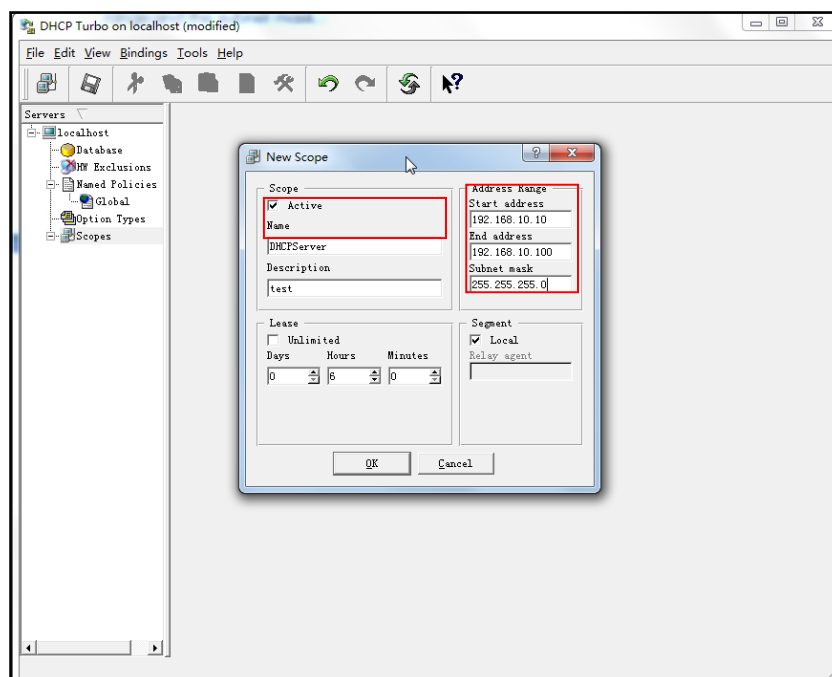 DHCP Turbo on localhost (modified)
File Edit View Bindings Tools Help
Servers
localhost
Database
HW Exclusions
Named Policies
Global
Option Types
Scopes
New Scope
Scope
Active
Name
DHCPServer
Description
test
Address Range
Start address
192.168.10.10
End address
192.168.10.100
Subnet mask
255.255.255.0
Lease
Unlimited
Days Hours Minutes
0 6 0
Segment
Local
Relay agent
OK Cancel